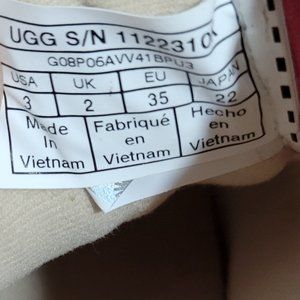 UGG S/N 1122310K
G08P06AVV41BPU3
USA UK EU JAPAN
3 2 35 22
Made Fabriqué Hecho
In en en
Vietnam Vietnam Vietnam